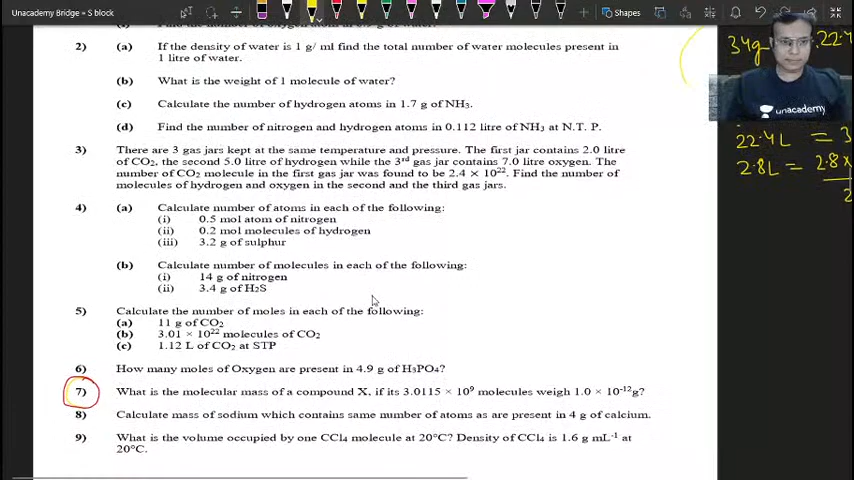 Unacademy Bridge = S block
Shapes
2) (a) If the density of water is 1 g/ ml find the total number of water molecules present in
1 litre of water.
(b) What is the weight of 1 molecule of water?
(c) Calculate the number of hydrogen atoms in 1.7 g of NH3.
(d) Find the number of nitrogen and hydrogen atoms in 0.112 litre of NH3 at N.T. P.
3) There are 3 gas jars kept at the same temperature and pressure. The first jar contains 2.0 litre
of CO2, the second 5.0 litre of hydrogen while the 3rd gas jar contains 7.0 litre oxygen. The
number of CO2 molecule in the first gas jar was found to be 2.4 × 10²². Find the number of
molecules of hydrogen and oxygen in the second and the third gas jars.
4) (a) Calculate number of atoms in each of the following:
(i) 0.5 mol atom of nitrogen
(ii) 0.2 mol molecules of hydrogen
(iii) 3.2 g of sulphur
(b) Calculate number of molecules in each of the following:
(i) 14 g of nitrogen
(ii) 3.4 g of H2S
5) Calculate the number of moles in each of the following:
(a) 11 g of CO2
(b) 3.01 × 10²² molecules of CO2
(c) 1.12 L of CO2 at STP
6) How many moles of Oxygen are present in 4.9 g of H3PO4?
7) What is the molecular mass of a compound X, if its 3.0115 × 10⁹ molecules weigh 1.0 × 10⁻¹²g?
8) Calculate mass of sodium which contains same number of atoms as are present in 4 g of calcium.
9) What is the volume occupied by one CCl4 molecule at 20°C? Density of CCl4 is 1.6 g mL⁻¹ at
20°C.
34g
22.4
unacademy
22.4L = 3
2.8L = 2.8x
2